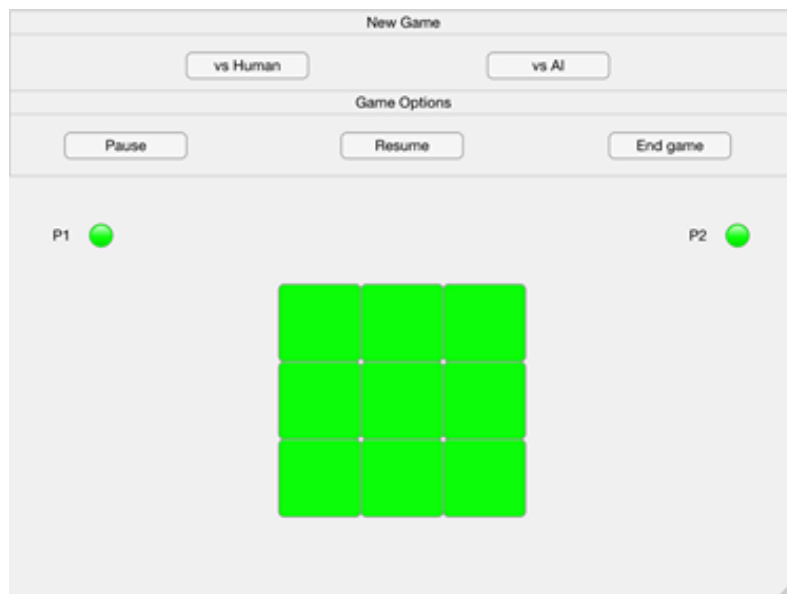 New Game
vs Human vs AI
Game Options
Pause Resume End game
P1 P2